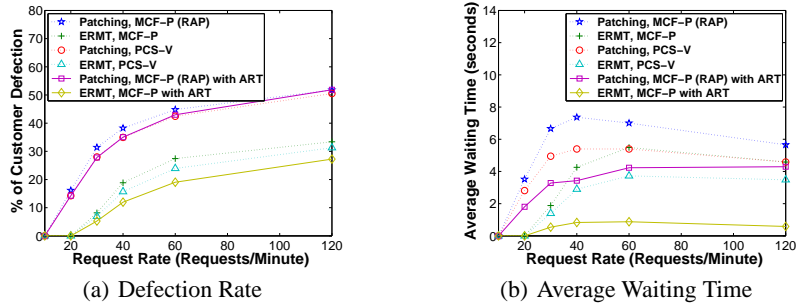 80
70
60
50
40
30
20
10
0
% of Customer Defection
Patching, MCF−P (RAP)
ERMT, MCF−P
Patching, PCS−V
ERMT, PCS−V
Patching, MCF−P (RAP) with ART
ERMT, MCF−P with ART
20 40 60 80 100 120
Request Rate (Requests/Minute)
(a) Defection Rate
14
12
10
8
6
4
2
0
Average Waiting Time (seconds)
Patching, MCF−P (RAP)
ERMT, MCF−P
Patching, PCS−V
ERMT, PCS−V
Patching, MCF−P (RAP) with ART
ERMT, MCF−P with ART
20 40 60 80 100 120
Request Rate (Requests/Minute)
(b) Average Waiting Time